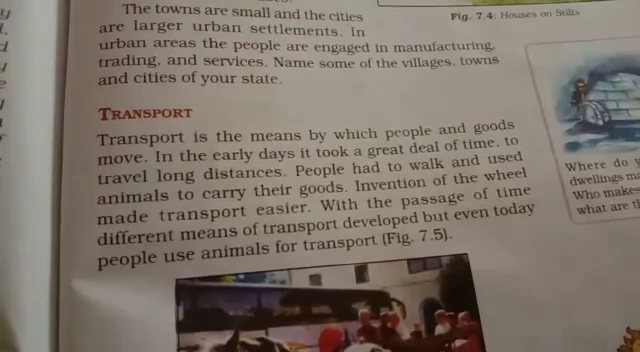 The towns are small and the cities
are larger urban settlements. In
urban areas the people are engaged in manufacturing,
trading, and services. Name some of the villages, towns
and cities of your state.
TRANSPORT
Transport is the means by which people and goods
move. In the early days it took a great deal of time, to
travel long distances. People had to walk and used
animals to carry their goods. Invention of the wheel
made transport easier. With the passage of time
different means of transport developed but even today
people use animals for transport (Fig. 7.5).
Fig. 7.4: Houses on Stilts
Where do
dwellings
Who makes
what are